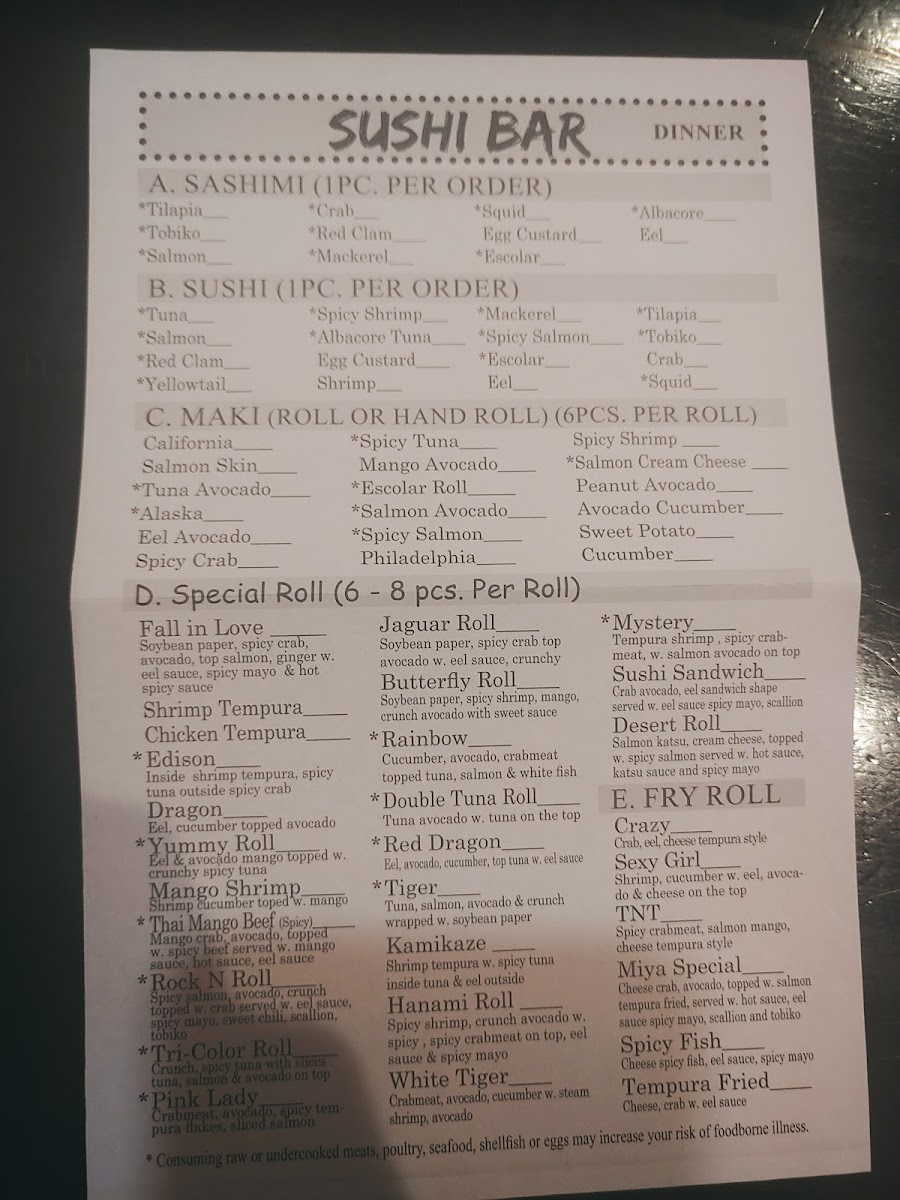 SUSHI BAR DINNER
A. SASHIMI (1PC. PER ORDER)
*Tilapia___ *Crab___ *Squid___ *Albacore____
*Tobiko___ *Red Clam____ Egg Custard___ Eel___
*Salmon___ *Mackerel___ *Escolar___
B. SUSHI (1PC. PER ORDER)
*Tuna___ *Spicy Shrimp___ *Mackerel___ *Tilapia___
*Salmon___ *Albacore Tuna____ *Spicy Salmon____ *Tobiko___
*Red Clam___ Egg Custard____ *Escolar___ Crab___
*Yellowtail___ Shrimp___ Eel___ *Squid___
C. MAKI (ROLL OR HAND ROLL) (6PCS. PER ROLL)
California____ *Spicy Tuna____ Spicy Shrimp ____
Salmon Skin____ Mango Avocado____ *Salmon Cream Cheese ____
*Tuna Avocado____ *Escolar Roll_____ Peanut Avocado____
*Alaska____ *Salmon Avocado____ Avocado Cucumber____
Eel Avocado____ *Spicy Salmon____ Sweet Potato____
Spicy Crab____ Philadelphia____ Cucumber____
D. Special Roll (6 - 8 pcs. Per Roll)
Fall in Love _____
Soybean paper, spicy crab,
avocado, top salmon, ginger w.
eel sauce, spicy mayo & hot
spicy sauce
Shrimp Tempura____
Chicken Tempura____
*Edison____
Inside shrimp tempura, spicy
tuna outside spicy crab
Dragon____
Eel, cucumber topped avocado
*Yummy Roll____
Eel & avocado mango topped w.
crunchy spicy tuna
Mango Shrimp____
Shrimp cucumber toped w. mango
* Thai Mango Beef (Spicy)____
Mango crab, avocado, topped
w. spicy beef served w. mango
sauce, hot sauce, eel sauce
*Rock N Roll____
Spicy salmon, avocado, crunch
topped w. crab served w. eel sauce,
spicy mayo, sweet chili, scallion,
tobiko
*Tri-Color Roll____
Crunch, spicy tuna with slices
tuna, salmon & avocado on top
*Pink Lady____
Crabmeat, avocado, spicy tem-
pura flakes, sliced salmon
Jaguar Roll____
Soybean paper, spicy crab top
avocado w. eel sauce, crunchy
Butterfly Roll____
Soybean paper, spicy shrimp, mango,
crunch avocado with sweet sauce
*Rainbow____
Cucumber, avocado, crabmeat
topped tuna, salmon & white fish
*Double Tuna Roll____
Tuna avocado w. tuna on the top
*Red Dragon____
Eel, avocado, cucumber, top tuna w. eel sauce
*Tiger____
Tuna, salmon, avocado & crunch
wrapped w. soybean paper
Kamikaze ____
Shrimp tempura w. spicy tuna
inside tuna & eel outside
Hanami Roll ____
Spicy shrimp, crunch avocado w.
spicy , spicy crabmeat on top, eel
sauce & spicy mayo
White Tiger____
Crabmeat, avocado, cucumber w. steam
shrimp, avocado
*Mystery____
Tempura shrimp , spicy crab-
meat, w. salmon avocado on top
Sushi Sandwich____
Crab avocado, eel sandwich shape
served w. eel sauce spicy mayo, scallion
Desert Roll____
Salmon katsu, cream cheese, topped
w. spicy salmon served w. hot sauce,
katsu sauce and spicy mayo
E. FRY ROLL
Crazy____
Crab, eel, cheese tempura style
Sexy Girl____
Shrimp, cucumber w. eel, avoca-
do & cheese on the top
TNT____
Spicy crabmeat, salmon mango,
cheese tempura style
Miya Special____
Cheese crab, avocado, topped w. salmon
tempura fried, served w. hot sauce, eel
sauce spicy mayo, scallion and tobiko
Spicy Fish____
Cheese spicy fish, eel sauce, spicy mayo
Tempura Fried____
Cheese, crab w. eel sauce
* Consuming raw or undercooked meats, poultry, seafood, shellfish or eggs may increase your risk of foodborne illness.